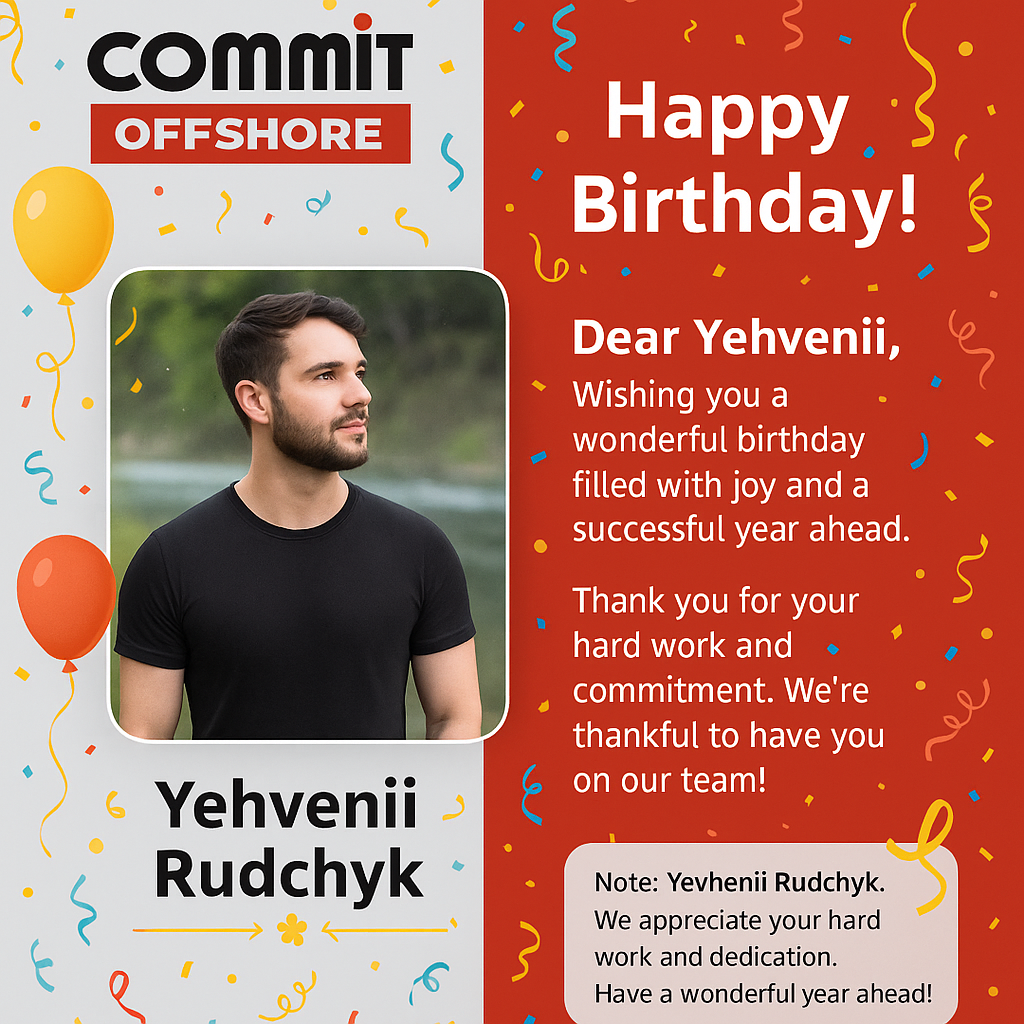 COMMIT
OFFSHORE
Happy
Birthday!
Dear Yehvenii,
Wishing you a
wonderful birthday
filled with joy and a
successful year ahead.
Thank you for your
hard work and
commitment. We're
thankful to have you
on our team!
Yehvenii
Rudchyk
Note: Yevhenii Rudchyk.
We appreciate your hard
work and dedication.
Have a wonderful year ahead!